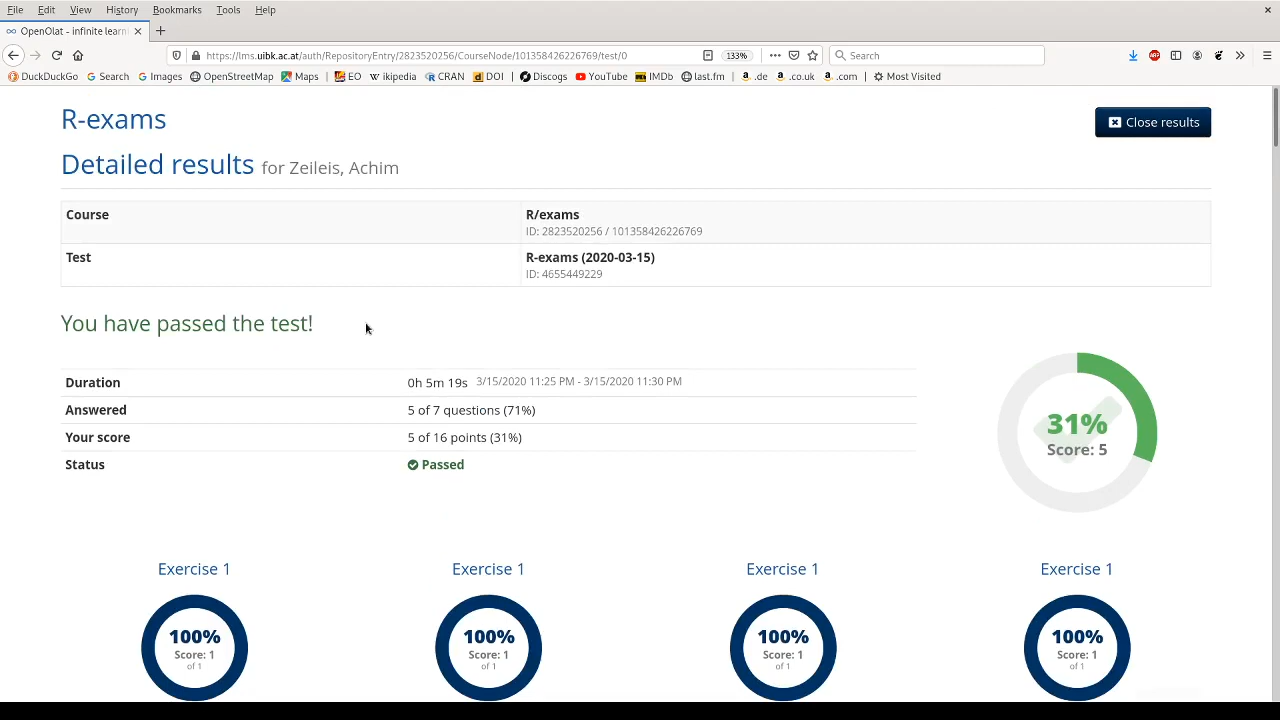 File Edit View History Bookmarks Tools Help
OpenOlat - infinite learni
https://lms.uibk.ac.at/auth/RepositoryEntry/2823520256/CourseNode/101358426226769/test/0 133% Search
DuckDuckGo Search Images OpenStreetMap Maps EO Wikipedia CRAN DOI Discogs YouTube IMDb last.fm .de .co.uk .com Most Visited
R-exams
Close results
Detailed results for Zeileis, Achim
Course R/exams
ID: 2823520256 / 101358426226769
Test R-exams (2020-03-15)
ID: 4655449229
You have passed the test!
Duration 0h 5m 19s 3/15/2020 11:25 PM - 3/15/2020 11:30 PM
Answered 5 of 7 questions (71%)
Your score 5 of 16 points (31%)
Status Passed
31%
Score: 5
Exercise 1 Exercise 1 Exercise 1 Exercise 1
100% 100% 100% 100%
Score: 1 Score: 1 Score: 1 Score: 1
of 1 of 1 of 1 of 1